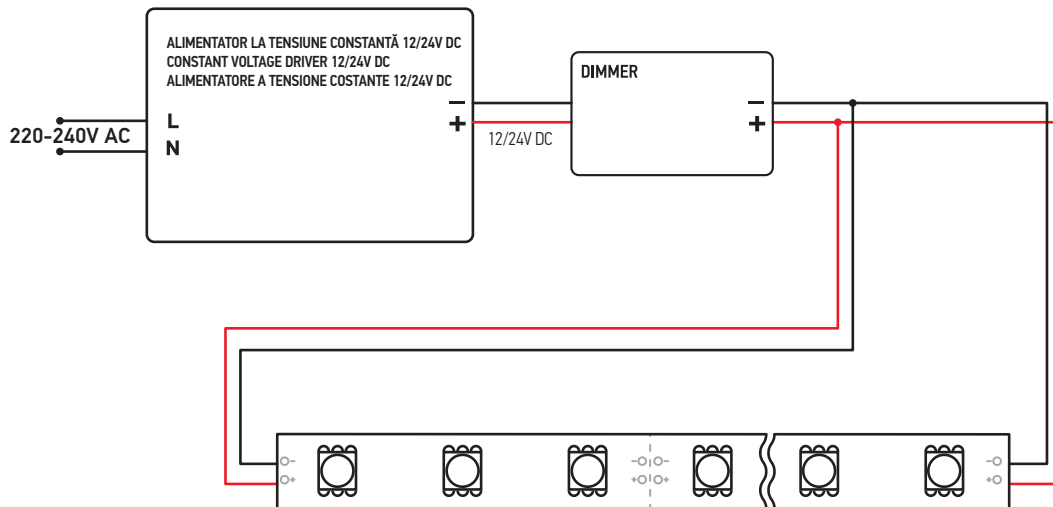 ALIMENTATOR LA TENSIUNE CONSTANTĂ 12/24V DC
CONSTANT VOLTAGE DRIVER 12/24V DC
ALIMENTATORE A TENSIONE COSTANTE 12/24V DC
DIMMER
–
+
–
+
L
N
220-240V AC
12/24V DC
-
+
- -
+ +
-
+